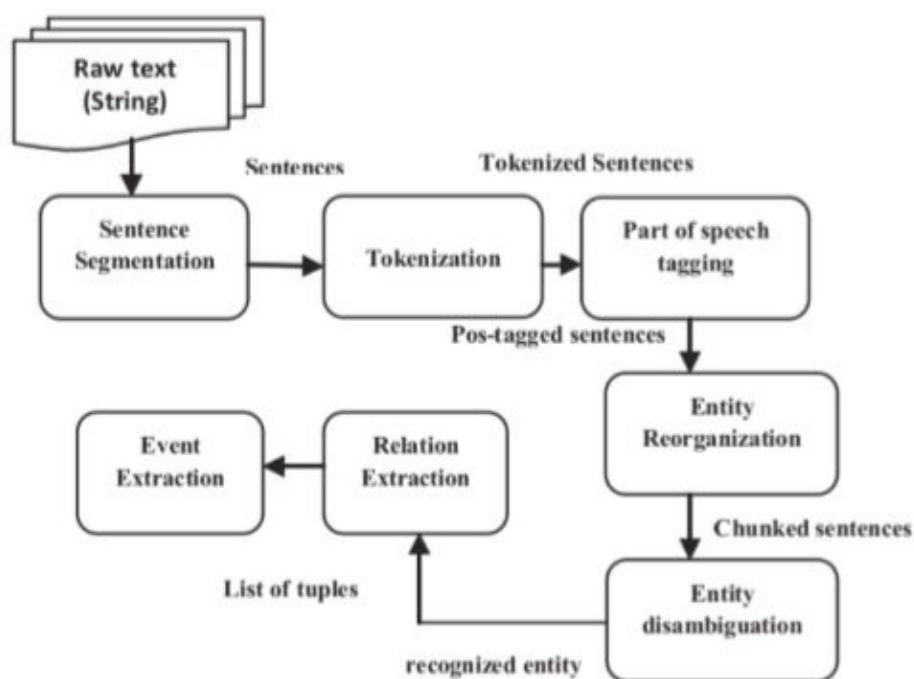 Raw text
(String)
Sentences
Tokenized Sentences
Sentence
Segmentation
Tokenization
Part of speech
tagging
Pos-tagged sentences
Entity
Reorganization
Event
Extraction
Relation
Extraction
Chunked sentences
List of tuples
Entity
disambiguation
recognized entity